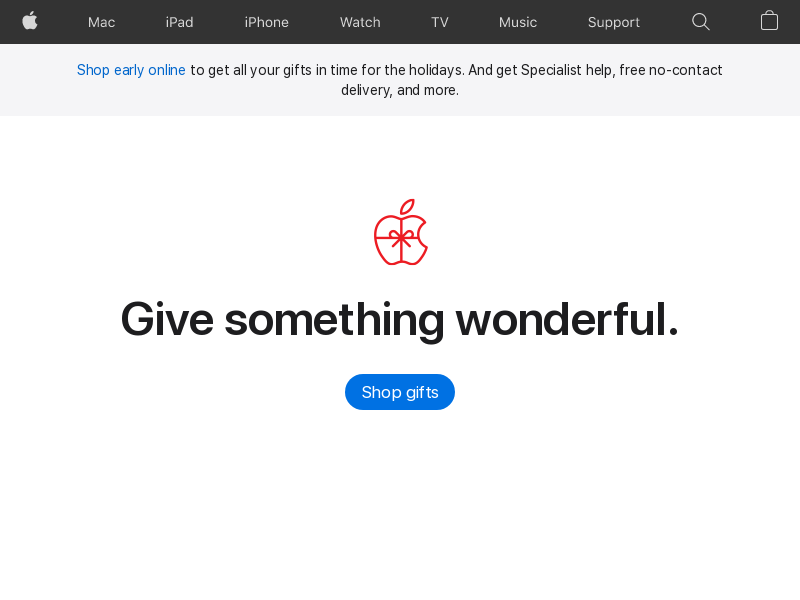 Mac iPad iPhone Watch TV Music Support
Shop early online to get all your gifts in time for the holidays. And get Specialist help, free no-contact
delivery, and more.
Give something wonderful.
Shop gifts